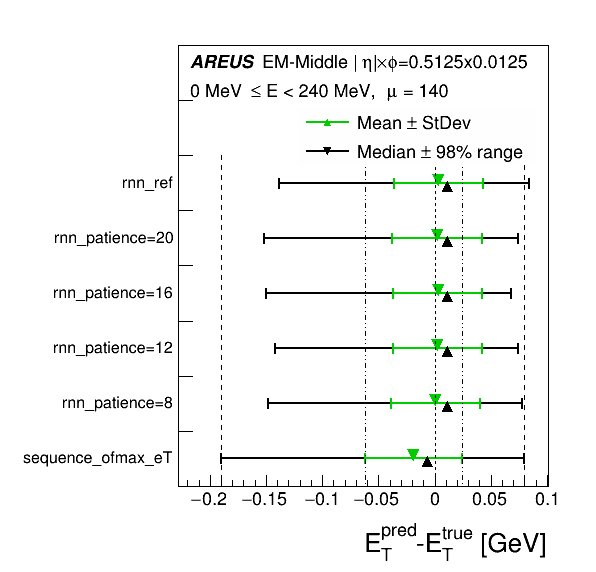 AREUS EM-Middle | η|×ϕ=0.5125x0.0125
0 MeV ≤ E < 240 MeV, μ = 140
Mean ± StDev
Median ± 98% range
rnn_ref
rnn_patience=20
rnn_patience=16
rnn_patience=12
rnn_patience=8
sequence_ofmax_eT
−0.2 −0.15 −0.1 −0.05 0 0.05 0.1
E_T^pred-E_T^true [GeV]